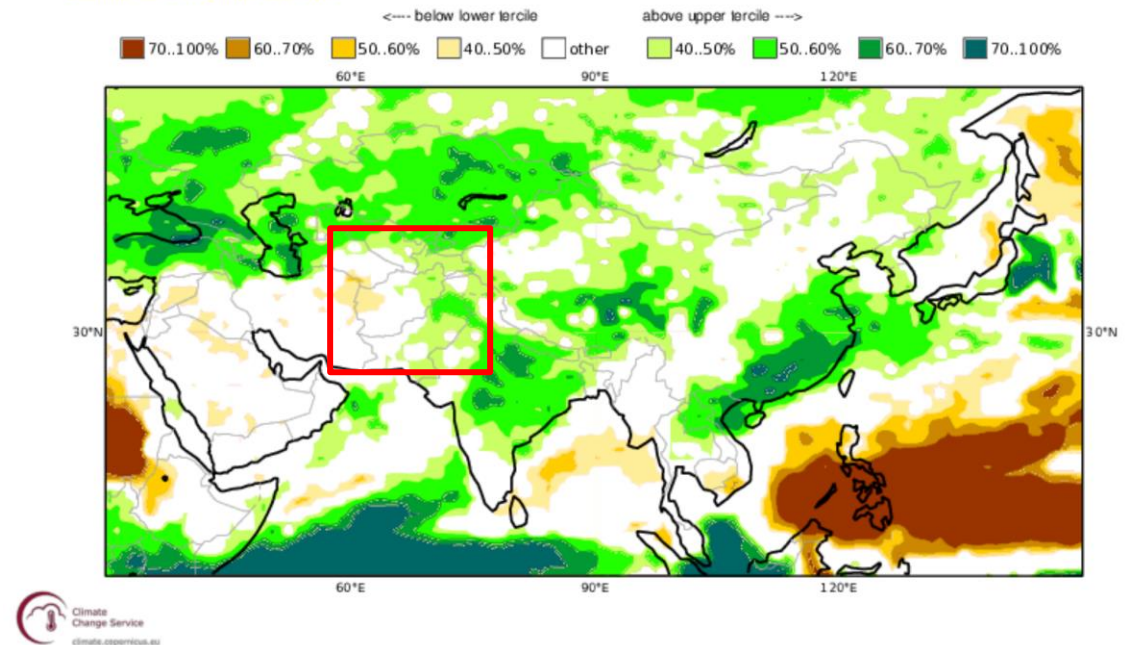 <---- below lower tercile above upper tercile ---->
70..100% 60..70% 50..60% 40..50% other 40..50% 50..60% 60..70% 70..100%
60°E 90°E 120°E
30°N 30°N
60°E 90°E 120°E
Climate
Change Service
climate.copernicus.eu